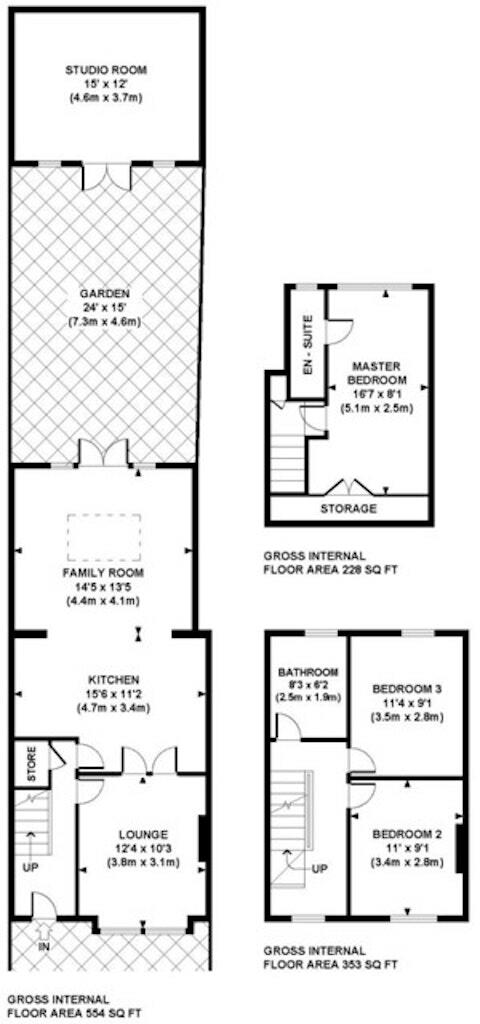 STUDIO ROOM
15' x 12'
(4.6m x 3.7m)
GARDEN
24' x 15'
(7.3m x 4.6m)
FAMILY ROOM
14'5 x 13'5
(4.4m x 4.1m)
KITCHEN
15'6 x 11'2
(4.7m x 3.4m)
STORE
LOUNGE
12'4 x 10'3
(3.8m x 3.1m)
UP
IN
GROSS INTERNAL
FLOOR AREA 554 SQ FT
EN - SUITE
MASTER
BEDROOM
16'7 x 8'1
(5.1m x 2.5m)
STORAGE
GROSS INTERNAL
FLOOR AREA 228 SQ FT
BATHROOM
8'3 x 6'2
(2.5m x 1.9m)
BEDROOM 3
11'4 x 9'1
(3.5m x 2.8m)
BEDROOM 2
11' x 9'1
(3.4m x 2.8m)
UP
GROSS INTERNAL
FLOOR AREA 353 SQ FT